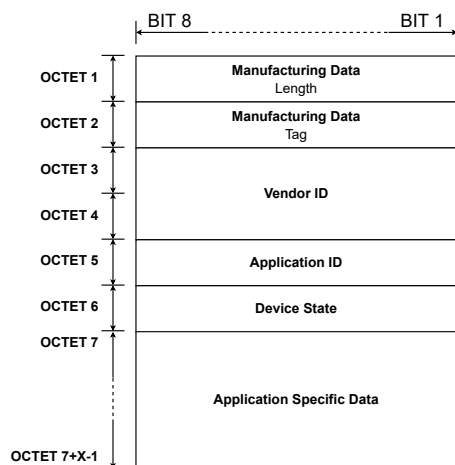 BIT 8 BIT 1
OCTET 1
Manufacturing Data
Length
OCTET 2
Manufacturing Data
Tag
OCTET 3
Vendor ID
OCTET 4
OCTET 5
Application ID
OCTET 6
Device State
OCTET 7
Application Specific Data
OCTET 7+X-1